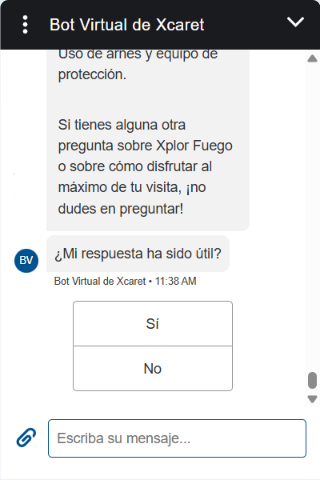 Bot Virtual de Xcaret
Uso de arnés y equipo de
protección.
Si tienes alguna otra
pregunta sobre Xplor Fuego
o sobre cómo disfrutar al
máximo de tu visita, ¡no
dudes en preguntar!
BV
¿Mi respuesta ha sido útil?
Bot Virtual de Xcaret • 11:38 AM
Sí
No
Escriba su mensaje...